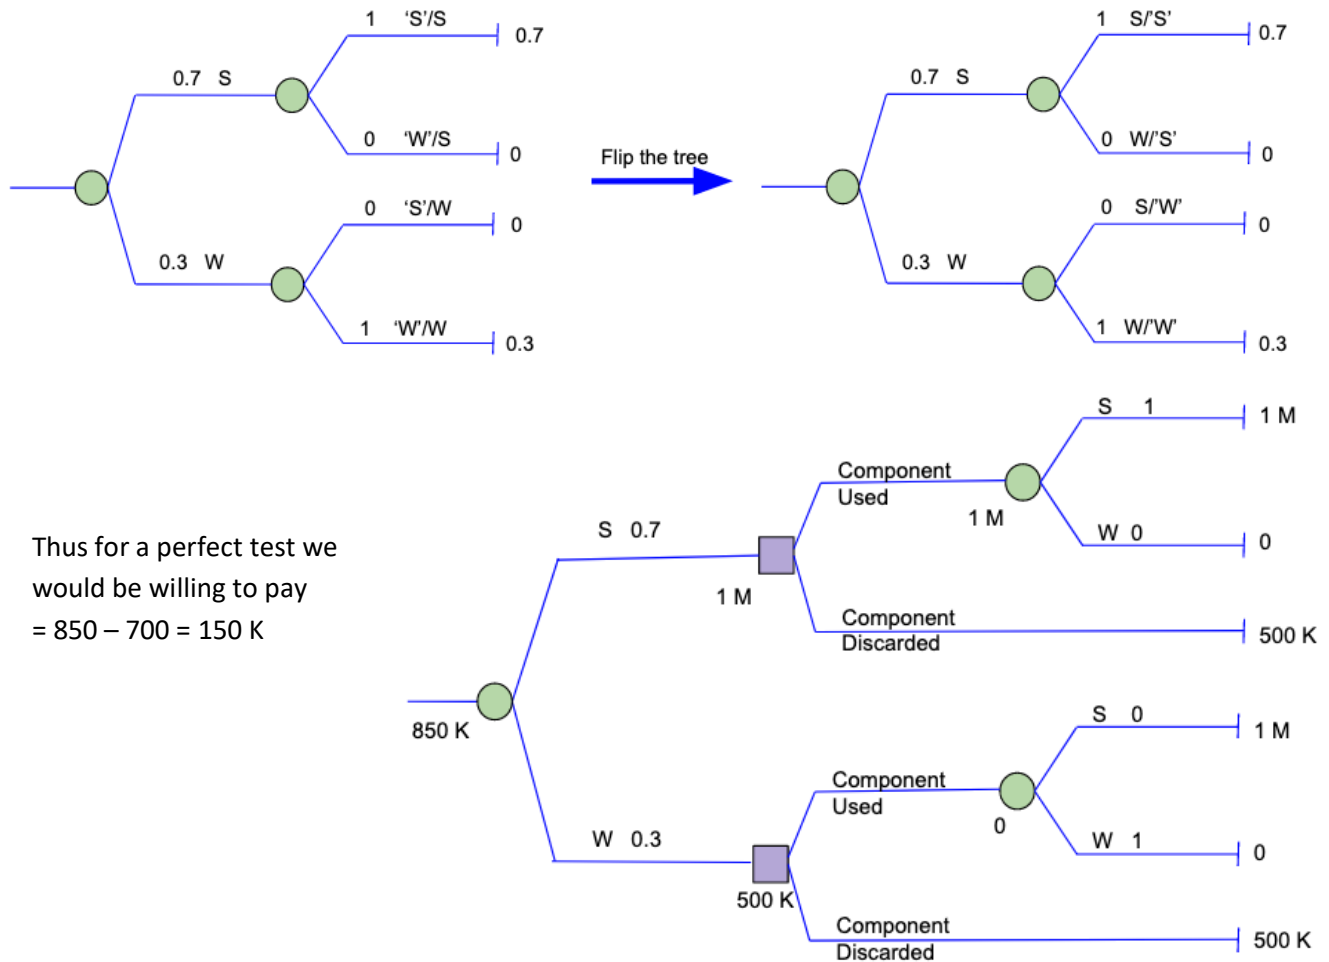 1 ‘S’/S
0.7
0.7 S
0 ‘W’/S
0
0 ‘S’/W
0
0.3 W
1 ‘W’/W
0.3
Flip the tree
1 S/’S’
0.7
0.7 S
0 W/’S’
0
0 S/’W’
0
0.3 W
1 W/’W’
0.3
Thus for a perfect test we
would be willing to pay
= 850 – 700 = 150 K
850 K
S 0.7
1 M
Component
Used
1 M
S 1
1 M
W 0
0
Component
Discarded
500 K
W 0.3
500 K
Component
Used
0
S 0
1 M
W 1
0
Component
Discarded
500 K